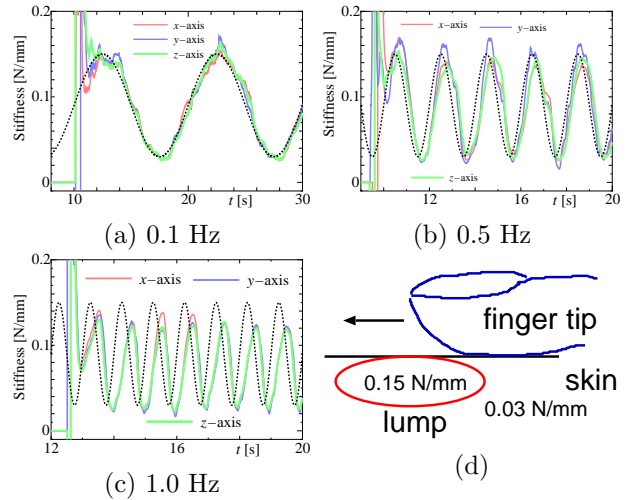 0.2
x−axis
y−axis
z−axis
Stiffness [N/mm]
0.1
0
10
20
t [s]
30
(a) 0.1 Hz
0.2
x−axis
y−axis
Stiffness [N/mm]
0.1
z−axis
0
12
16
t [s]
20
(b) 0.5 Hz
0.2
x−axis
y−axis
Stiffness [N/mm]
0.1
z−axis
0
12
14
16
18
t [s]
20
(c) 1.0 Hz
finger tip
0.15 N/mm
skin
0.03 N/mm
lump
(d)